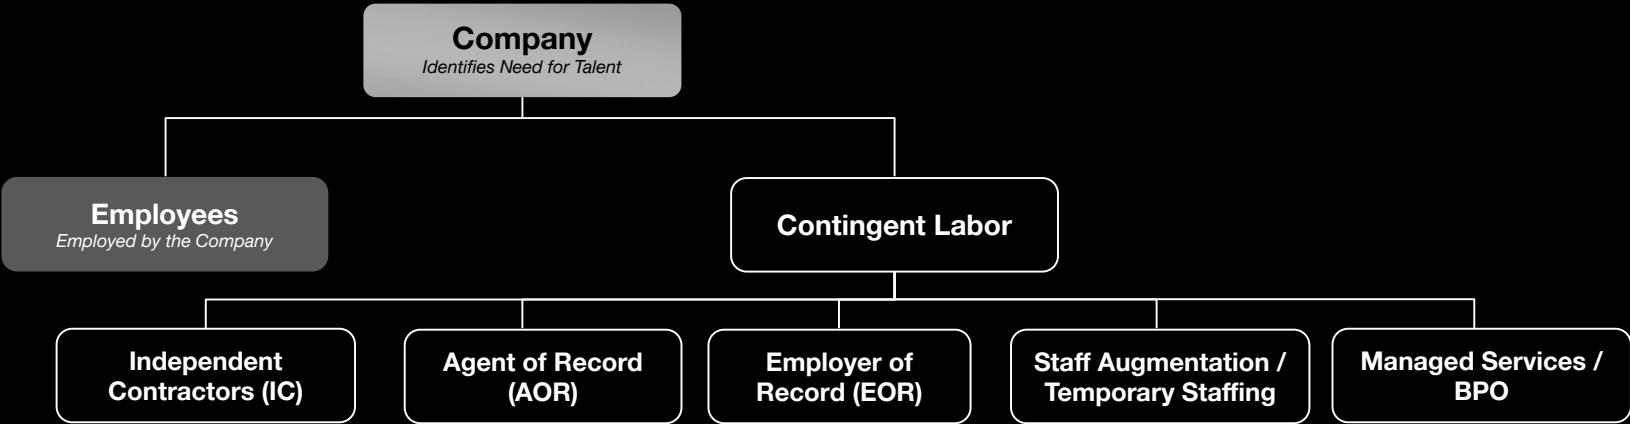 Company
Identifies Need for Talent
Employees
Employed by the Company
Contingent Labor
Independent
Contractors (IC)
Agent of Record
(AOR)
Employer of
Record (EOR)
Staff Augmentation /
Temporary Staffing
Managed Services /
BPO